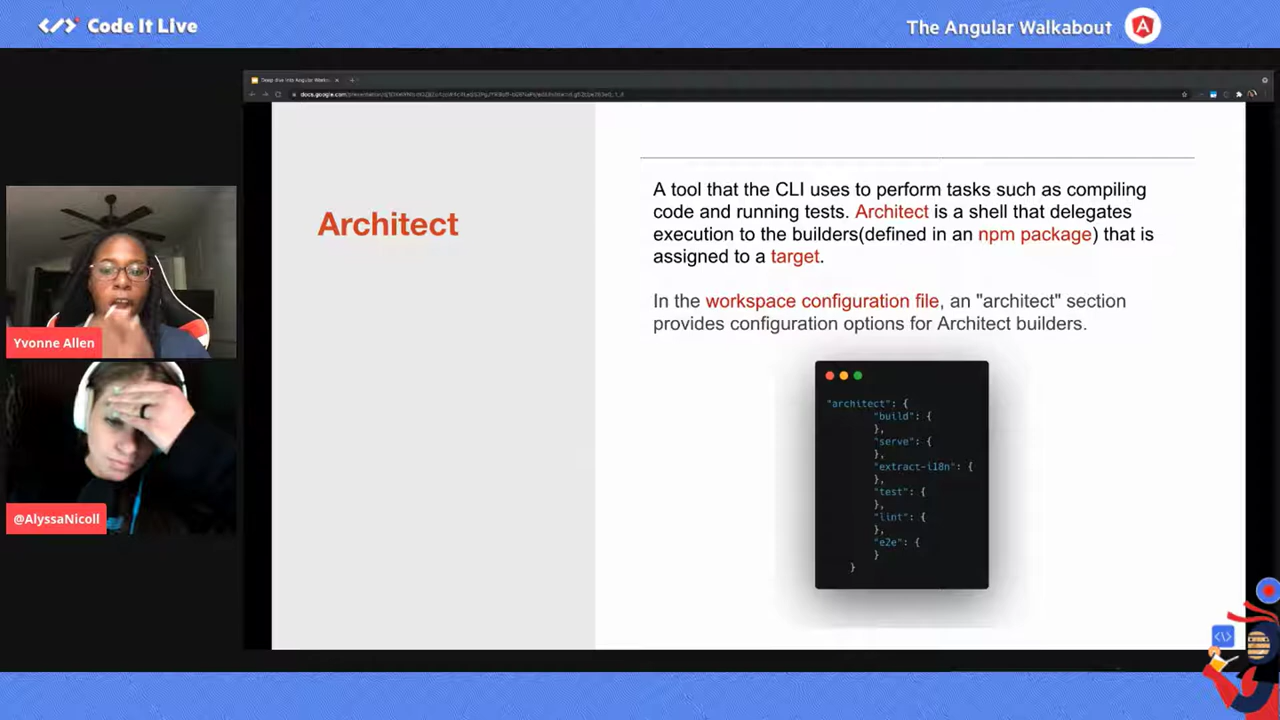 Code It Live
The Angular Walkabout
Architect
A tool that the CLI uses to perform tasks such as compiling
code and running tests. Architect is a shell that delegates
execution to the builders(defined in an npm package) that is
assigned to a target.
In the workspace configuration file, an "architect" section
provides configuration options for Architect builders.
"architect": {
"build": {
},
"serve": {
},
"extract-i18n": {
},
"test": {
},
"lint": {
},
"e2e": {
}
}
Yvonne Allen
@AlyssaNicoll